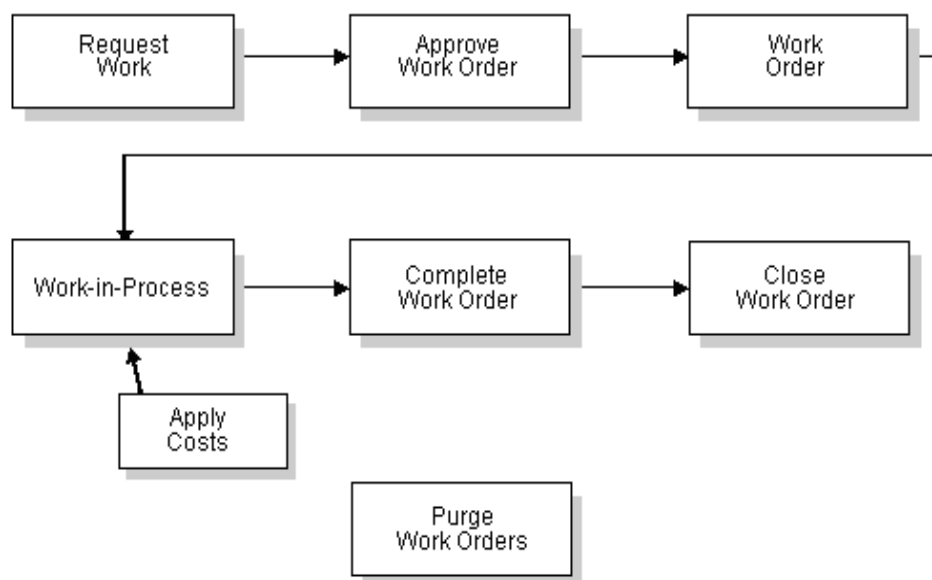 Request
Work
Approve
Work Order
Work
Order
Work-in-Process
Complete
Work Order
Close
Work Order
Apply
Costs
Purge
Work Orders